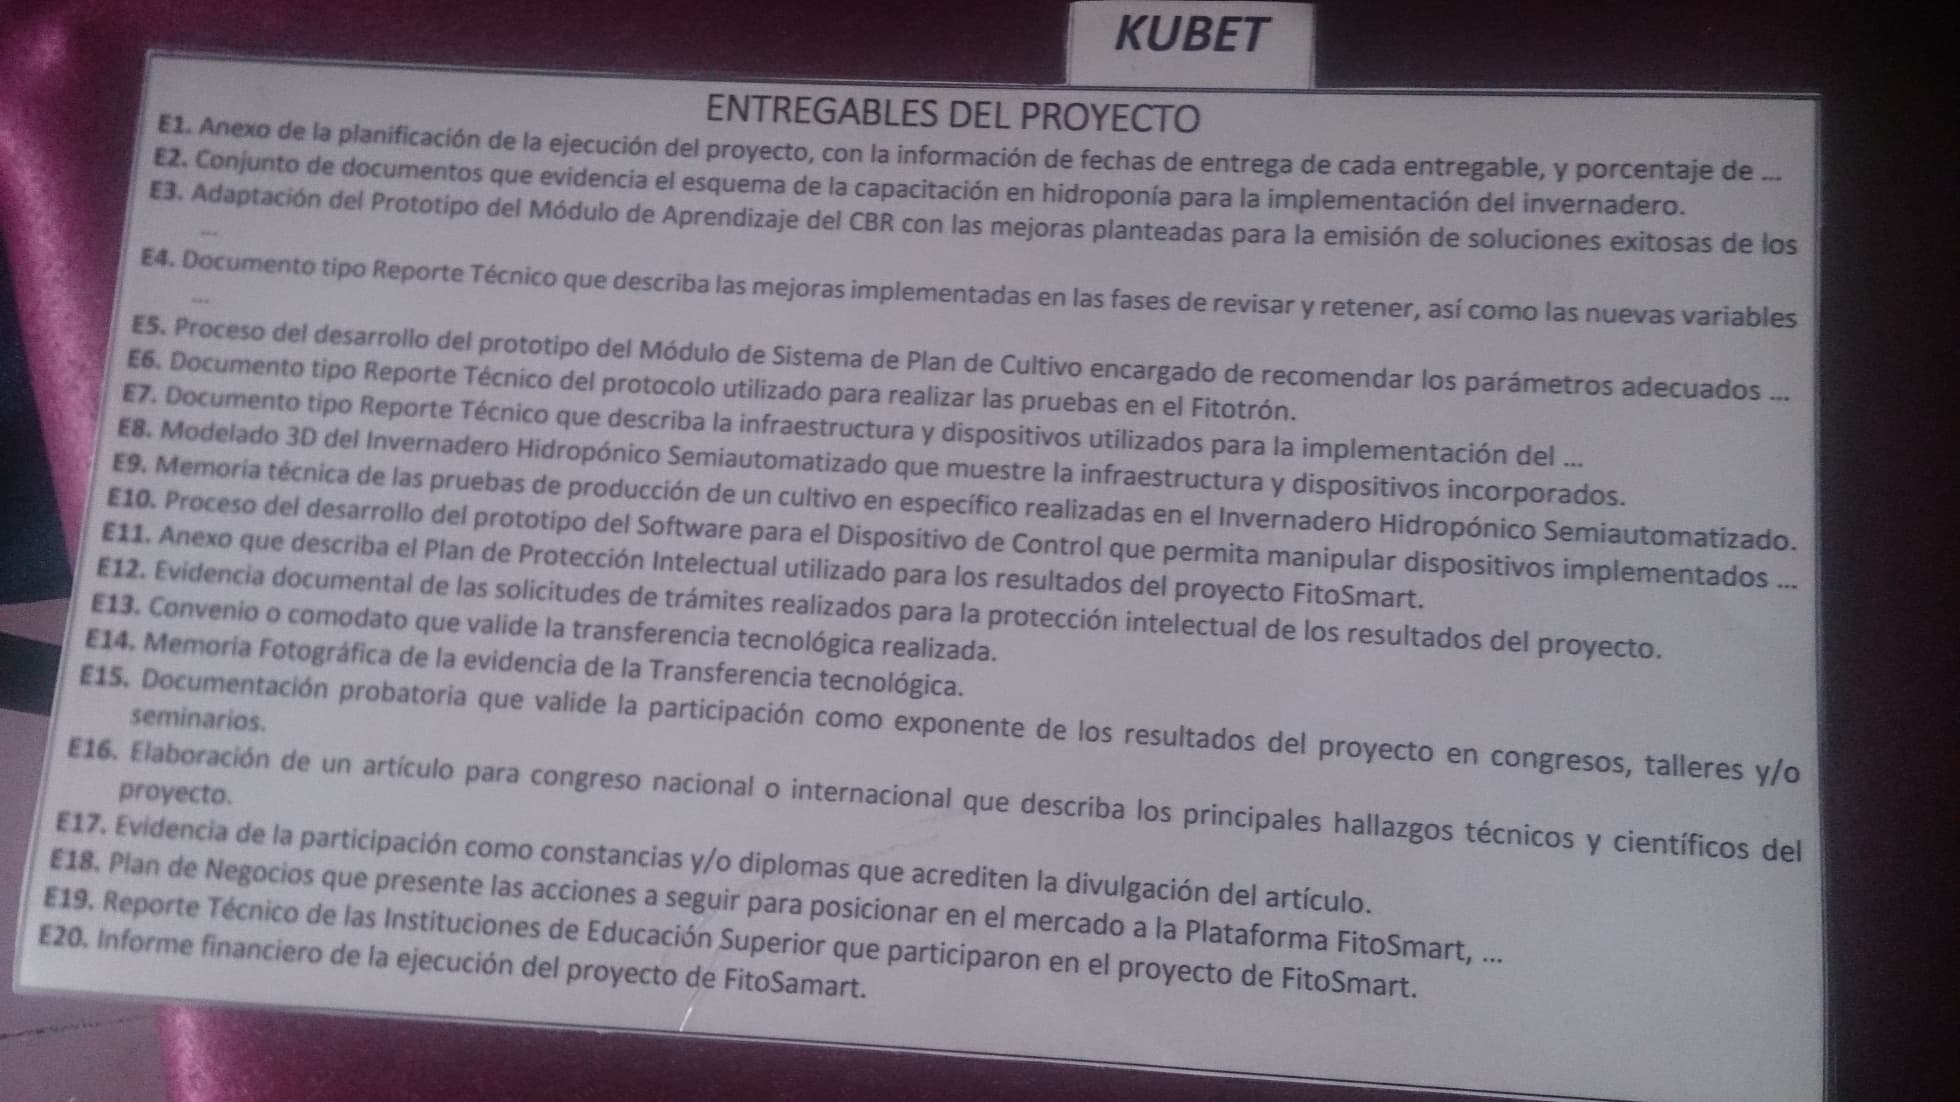 KUBET
ENTREGABLES DEL PROYECTO
E1. Anexo de la planificación de la ejecución del proyecto, con la información de fechas de entrega de cada entregable, y porcentaje de ...
E2. Conjunto de documentos que evidencia el esquema de la capacitación en hidroponía para la implementación del invernadero.
E3. Adaptación del Prototipo del Módulo de Aprendizaje del CBR con las mejoras planteadas para la emisión de soluciones exitosas de los
...
E4. Documento tipo Reporte Técnico que describa las mejoras implementadas en las fases de revisar y retener, así como las nuevas variables
...
E5. Proceso del desarrollo del prototipo del Módulo de Sistema de Plan de Cultivo encargado de recomendar los parámetros adecuados ...
E6. Documento tipo Reporte Técnico del protocolo utilizado para realizar las pruebas en el Fitotrón.
E7. Documento tipo Reporte Técnico que describa la infraestructura y dispositivos utilizados para la implementación del ...
E8. Modelado 3D del Invernadero Hidropónico Semiautomatizado que muestre la infraestructura y dispositivos incorporados.
E9. Memoria técnica de las pruebas de producción de un cultivo en específico realizadas en el Invernadero Hidropónico Semiautomatizado.
E10. Proceso del desarrollo del prototipo del Software para el Dispositivo de Control que permita manipular dispositivos implementados ...
E11. Anexo que describa el Plan de Protección Intelectual utilizado para los resultados del proyecto FitoSmart.
E12. Evidencia documental de las solicitudes de trámites realizados para la protección intelectual de los resultados del proyecto.
E13. Convenio o comodato que valide la transferencia tecnológica realizada.
E14. Memoria Fotográfica de la evidencia de la Transferencia tecnológica.
E15. Documentación probatoria que valide la participación como exponente de los resultados del proyecto en congresos, talleres y/o
seminarios.
E16. Elaboración de un artículo para congreso nacional o internacional que describa los principales hallazgos técnicos y científicos del
proyecto.
E17. Evidencia de la participación como constancias y/o diplomas que acrediten la divulgación del artículo.
E18. Plan de Negocios que presente las acciones a seguir para posicionar en el mercado a la Plataforma FitoSmart, ...
E19. Reporte Técnico de las Instituciones de Educación Superior que participaron en el proyecto de FitoSmart.
E20. Informe financiero de la ejecución del proyecto de FitoSamart.